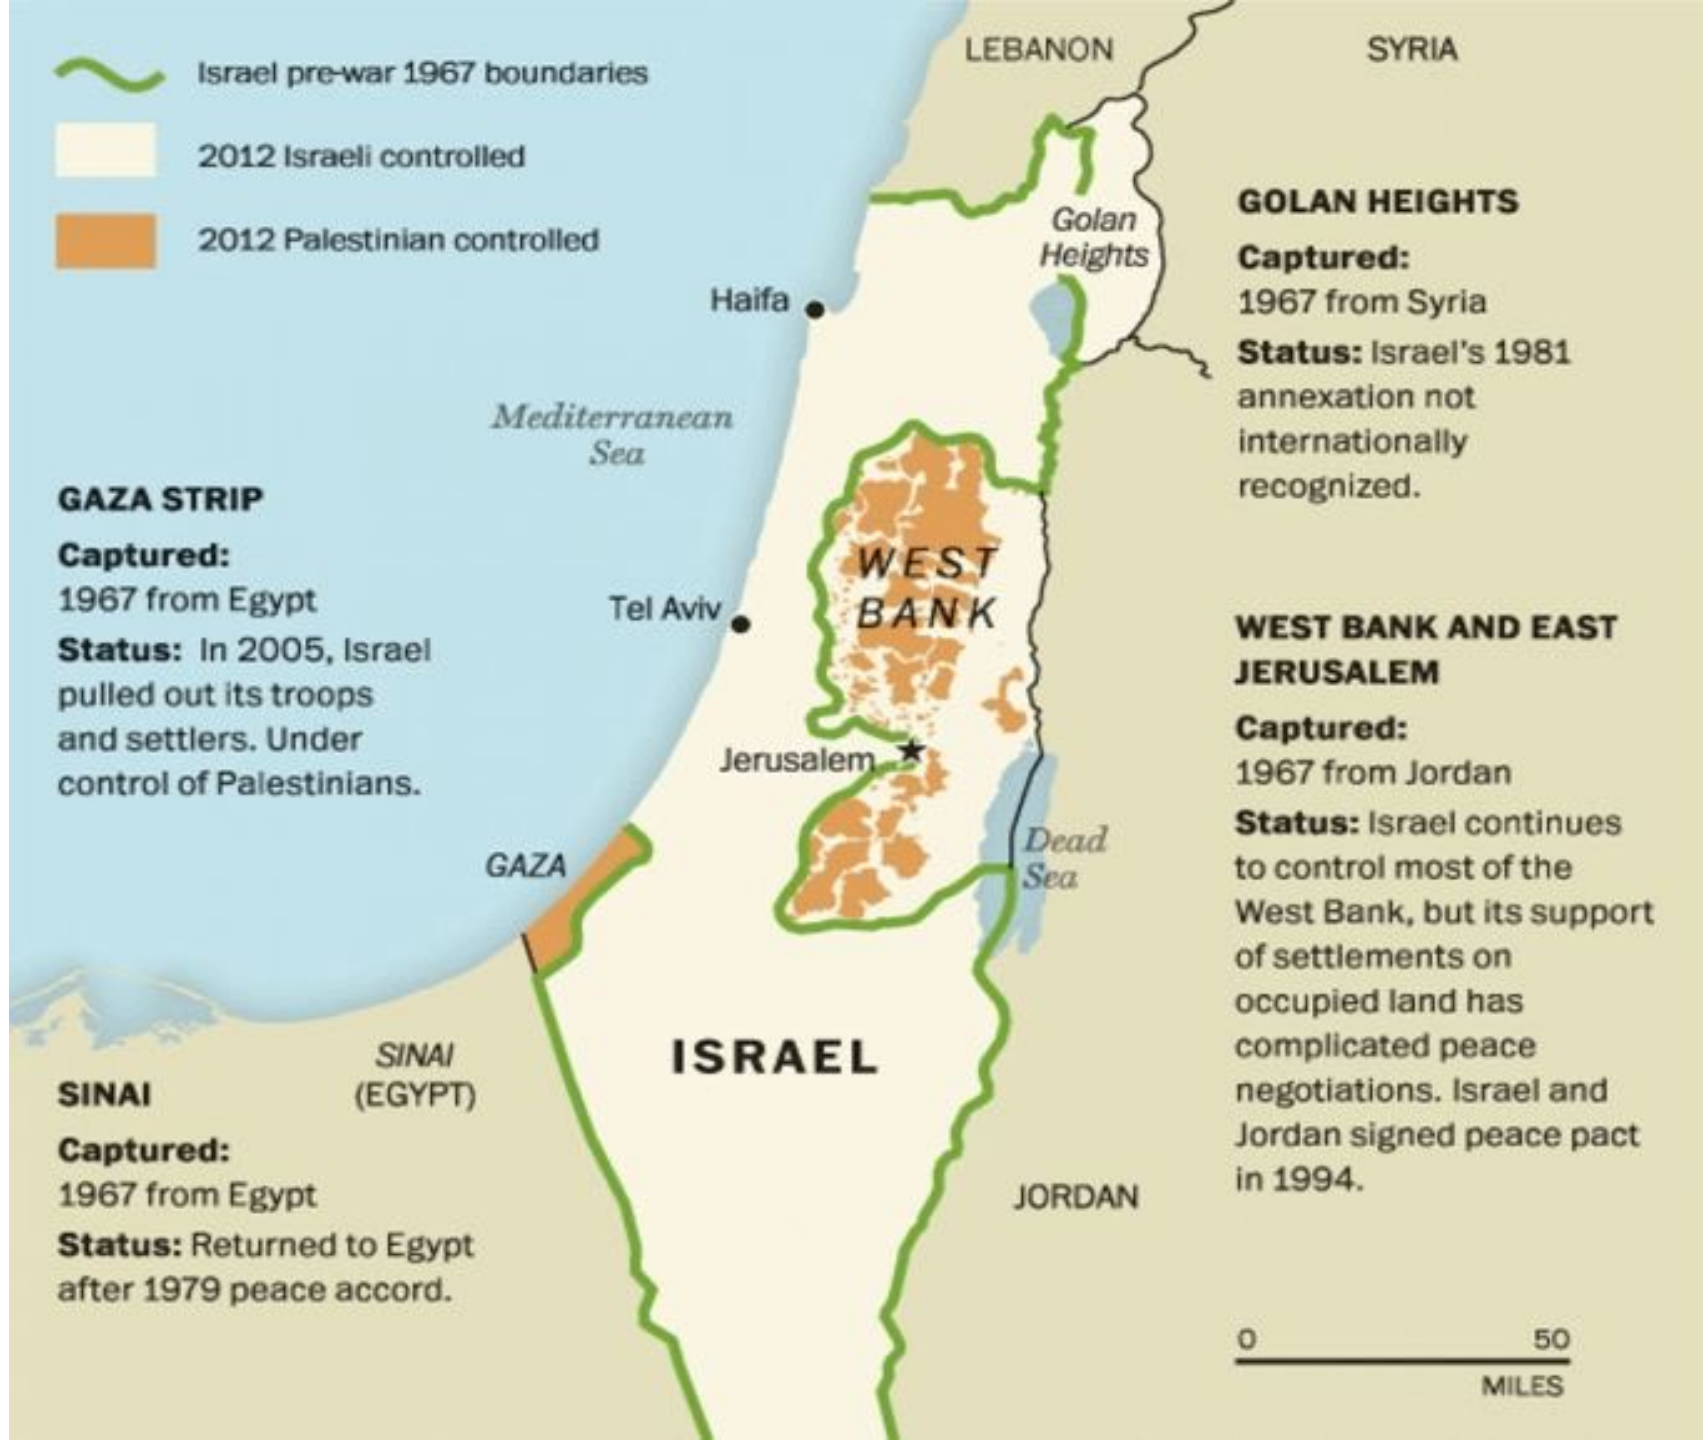 Israel pre-war 1967 boundaries
2012 Israeli controlled
2012 Palestinian controlled
LEBANON
SYRIA
Golan
Heights
Haifa
Mediterranean
Sea
Tel Aviv
WEST
BANK
Jerusalem
Dead
Sea
GAZA
ISRAEL
SINAI
(EGYPT)
JORDAN
GOLAN HEIGHTS
Captured:
1967 from Syria
Status: Israel's 1981
annexation not
internationally
recognized.
GAZA STRIP
Captured:
1967 from Egypt
Status: In 2005, Israel
pulled out its troops
and settlers. Under
control of Palestinians.
WEST BANK AND EAST
JERUSALEM
Captured:
1967 from Jordan
Status: Israel continues
to control most of the
West Bank, but its support
of settlements on
occupied land has
complicated peace
negotiations. Israel and
Jordan signed peace pact
in 1994.
SINAI
Captured:
1967 from Egypt
Status: Returned to Egypt
after 1979 peace accord.
0 50
MILES